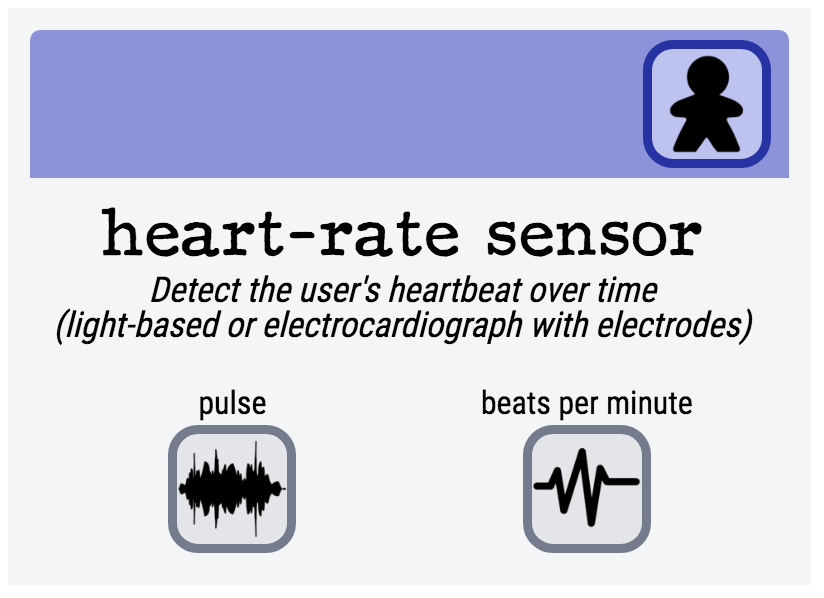 heart-rate sensor
Detect the user's heartbeat over time
(light-based or electrocardiograph with electrodes)
pulse
beats per minute